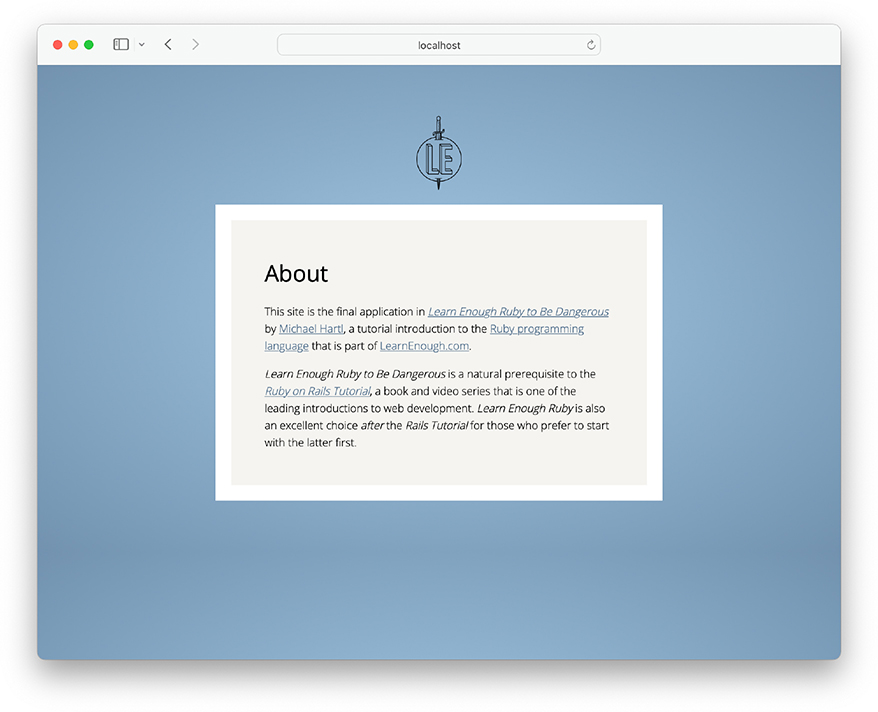 localhost
LE
About
This site is the final application in Learn Enough Ruby to Be Dangerous
by Michael Hartl, a tutorial introduction to the Ruby programming
language that is part of LearnEnough.com.
Learn Enough Ruby to Be Dangerous is a natural prerequisite to the
Ruby on Rails Tutorial, a book and video series that is one of the
leading introductions to web development. Learn Enough Ruby is also
an excellent choice after the Rails Tutorial for those who prefer to start
with the latter first.